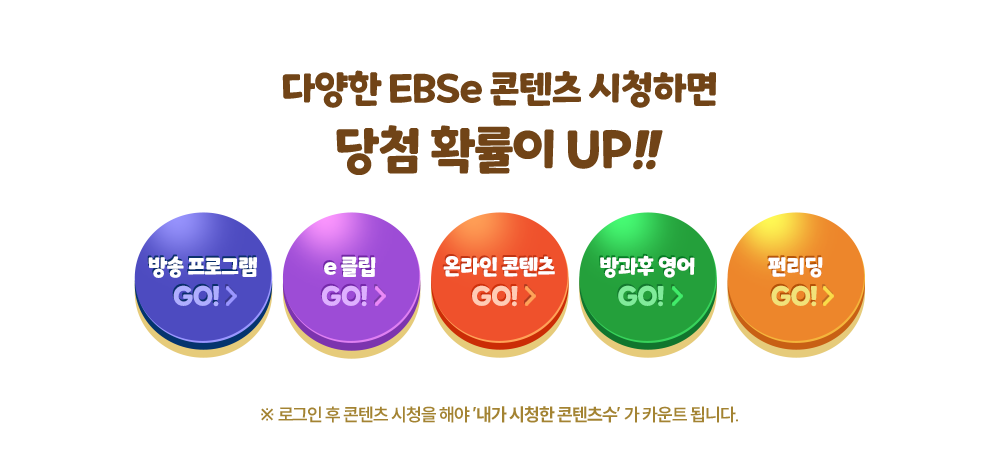 다양한 EBSe 콘텐츠 시청하면
당첨 확률이 UP!!
방송 프로그램
GO! >
e 클립
GO! >
온라인 콘텐츠
GO! >
방과후 영어
GO! >
펀리딩
GO! >
※ 로그인 후 콘텐츠 시청을 해야 '내가 시청한 콘텐츠수' 가 카운트 됩니다.